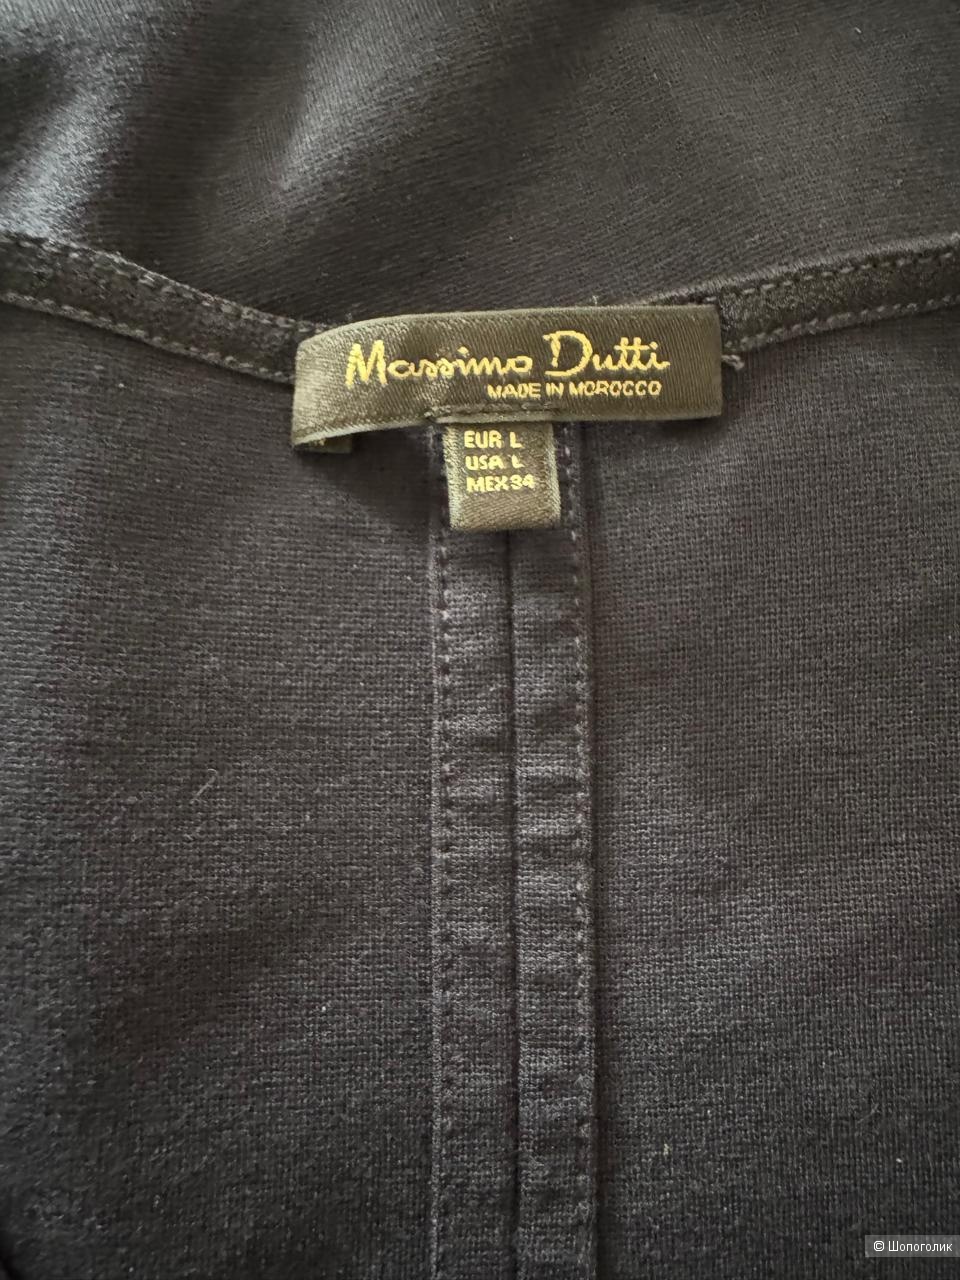 Massimo Dutti
MADE IN MOROCCO
EUR L
USA L
MEX 34
© Шопоголик